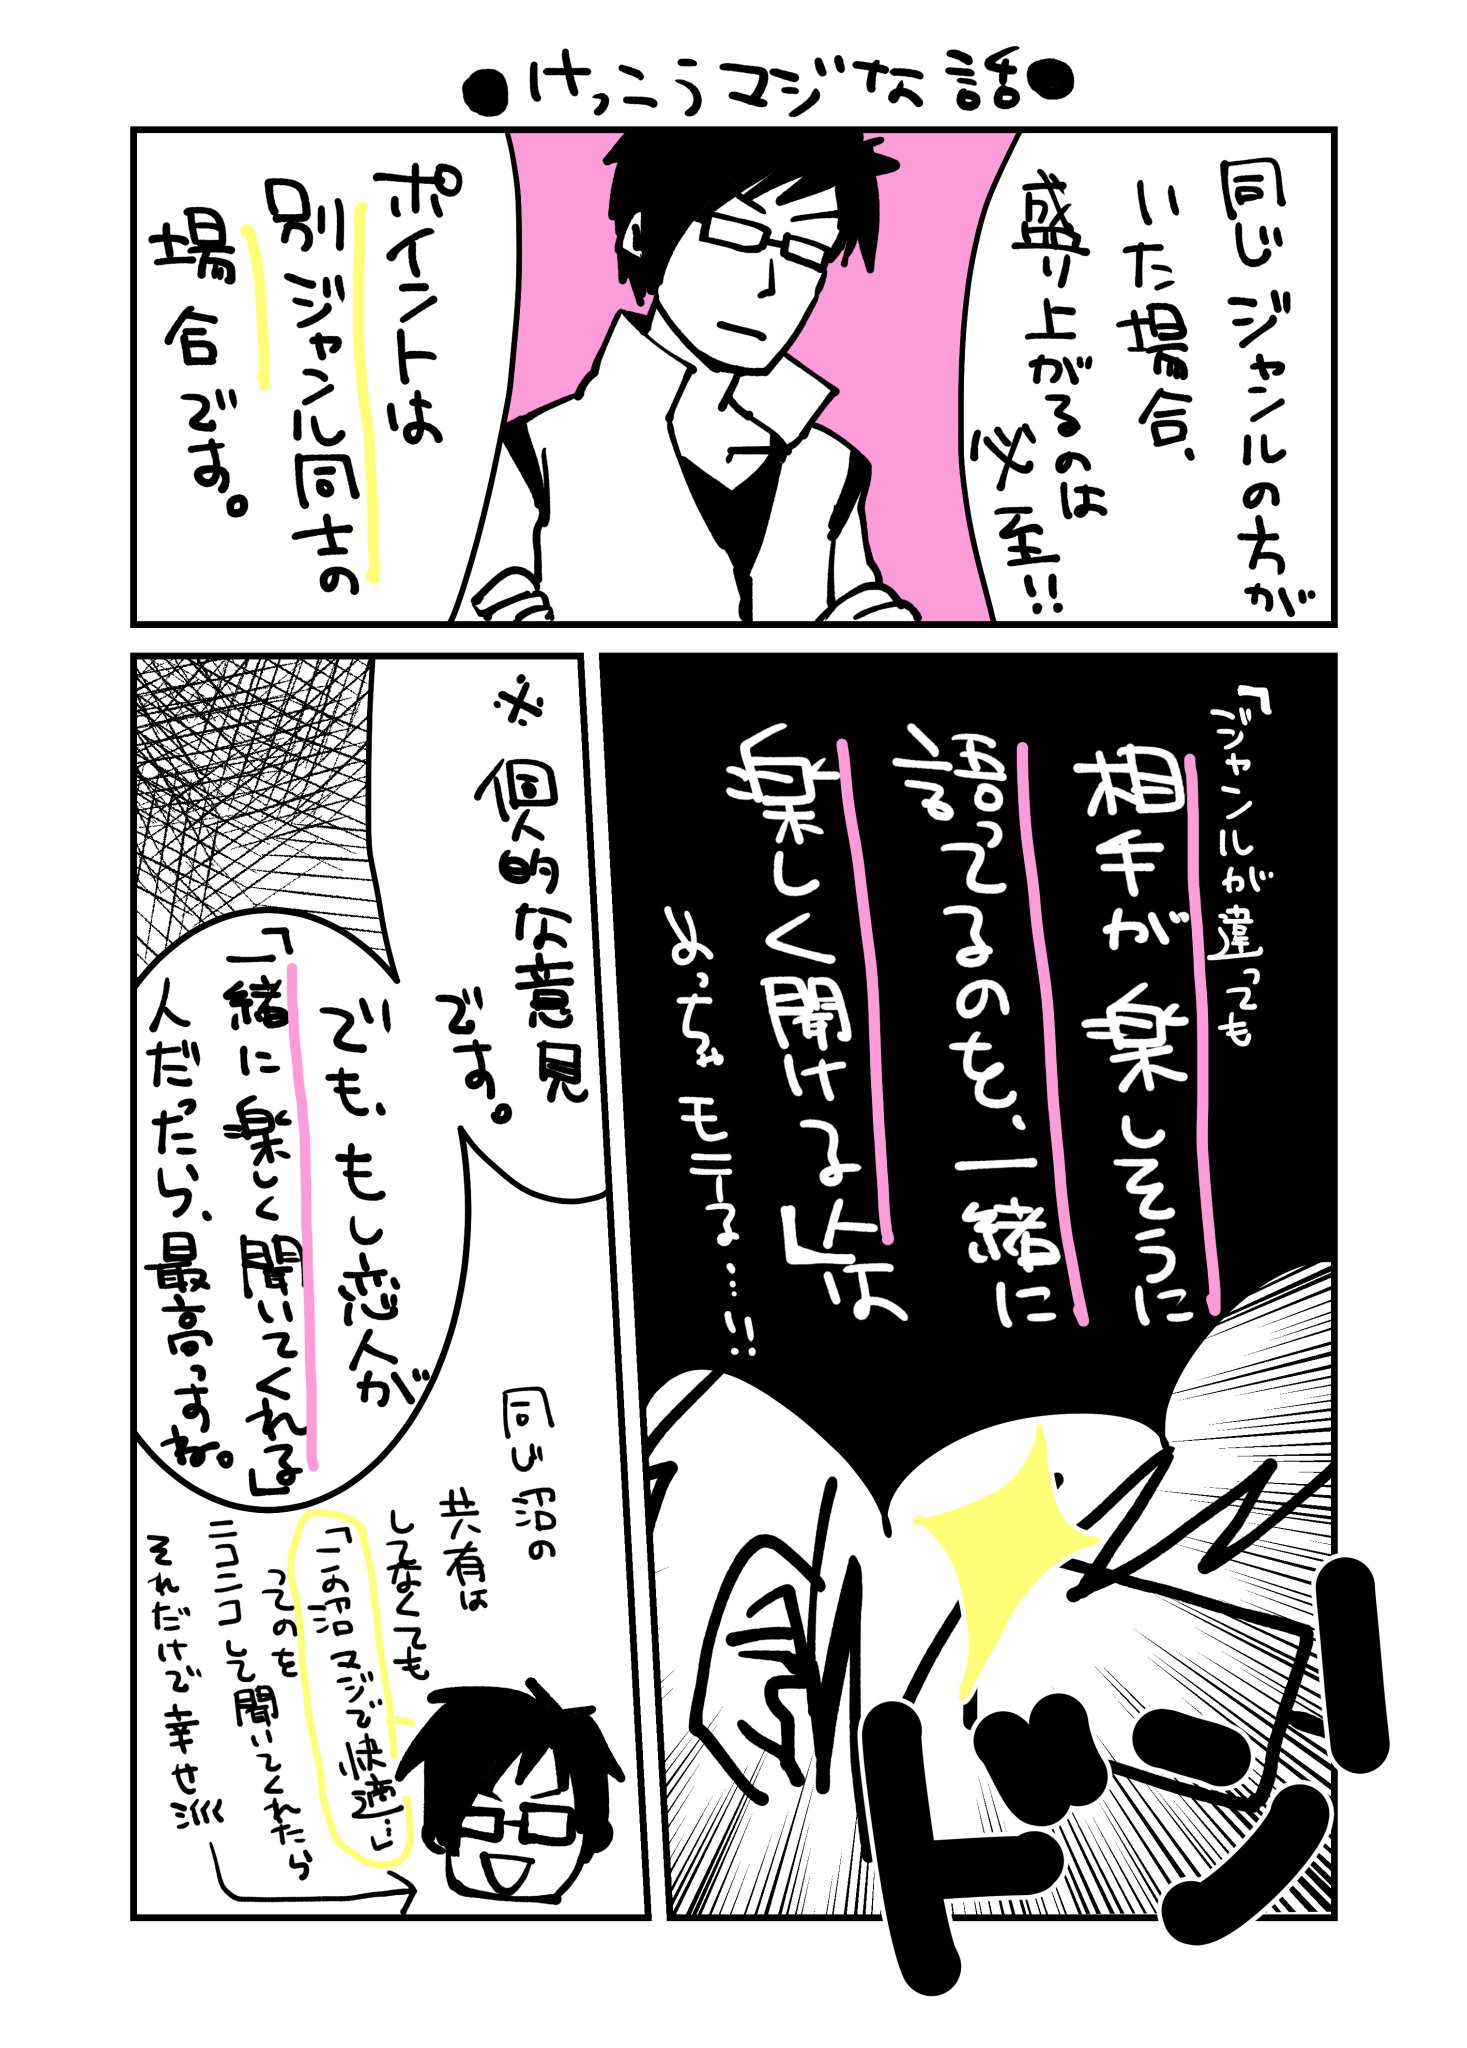 ●けっこうマジな話●
同じジャンルの方が
いた場合、
盛り上がるのは
必至!!
ポイントは
別ジャンル同士の
場合です。
「ジャンルが違っても
相手が楽しそうに
語ってるのを、一緒に
楽しく聞ける人」は
めっちゃモテる…!!
ドンッ
※個人的な意見
です。
でも、もし恋人が
「一緒に楽しく聞いてくれる」
人だったら、最高っすね。
同じ沼の
共有は
してなくても
「この沼マジで快適…」
ってのを
ニコニコして聞いてくれたら
それだけで幸せ